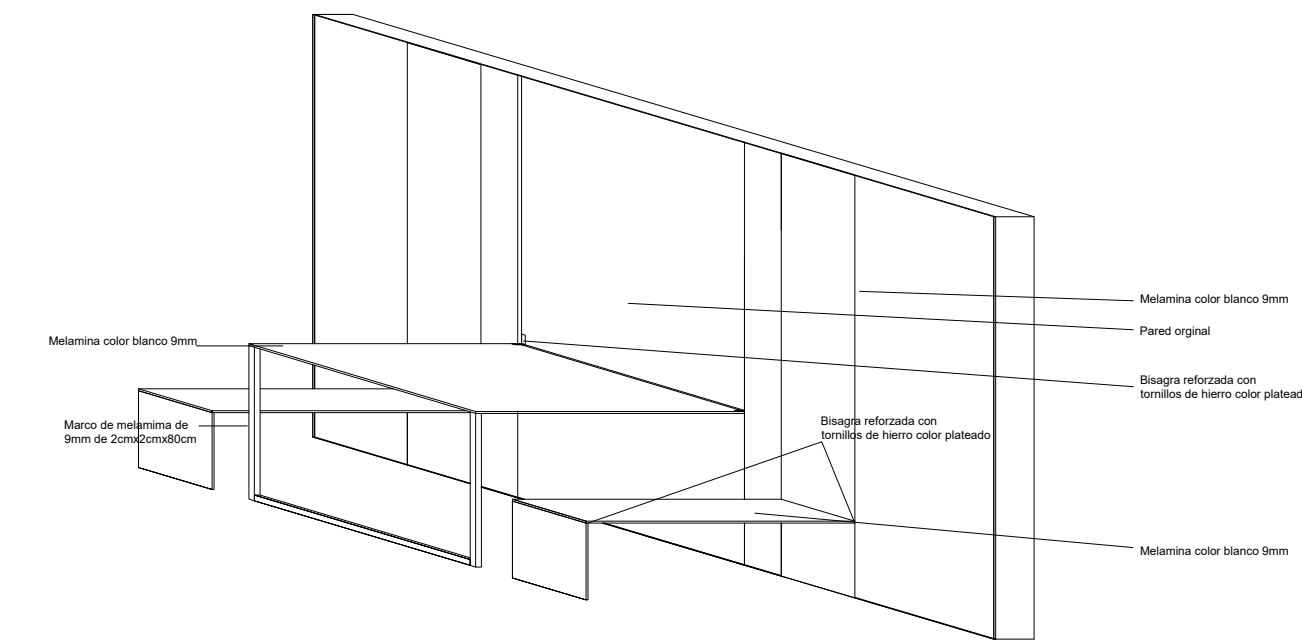 Melamina color blanco 9mm
Pared orginal
Melamina color blanco 9mm
Bisagra reforzada con
tornillos de hierro color platead
Marco de melamima de
9mm de 2cmx2cmx80cm
Bisagra reforzada con
tornillos de hierro color plateado
Melamina color blanco 9mm